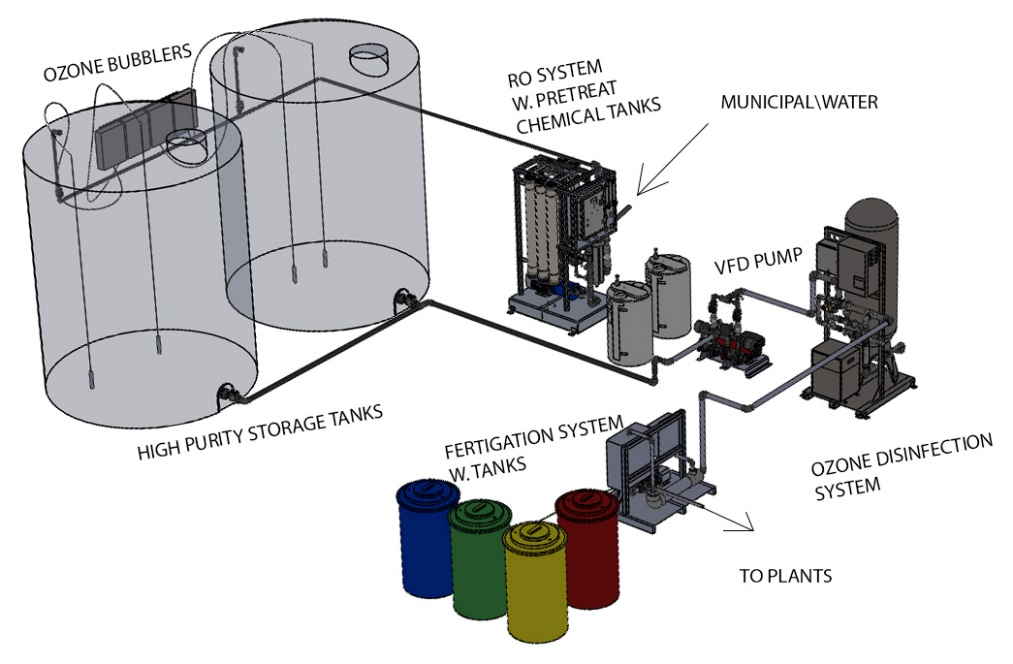 OZONE BUBBLERS
RO SYSTEM
W. PRETREAT
CHEMICAL TANKS
MUNICIPAL\WATER
VFD PUMP
HIGH PURITY STORAGE TANKS
FERTIGATION SYSTEM
W. TANKS
OZONE DISINFECTION
SYSTEM
TO PLANTS